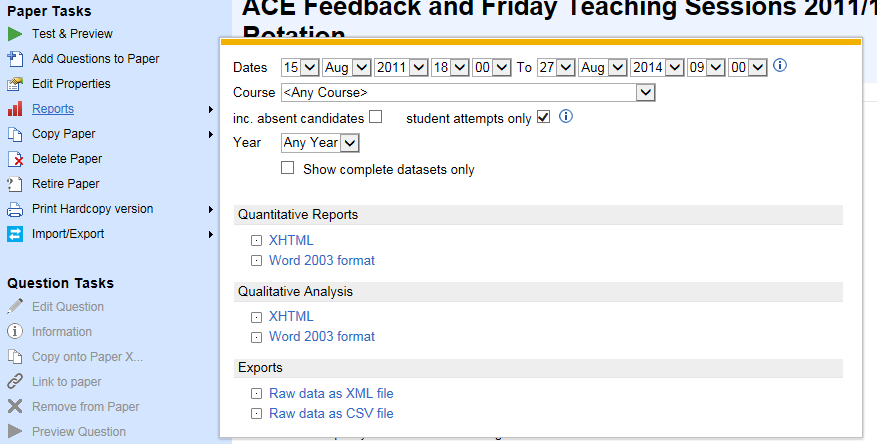 Paper Tasks
Test & Preview
Add Questions to Paper
Edit Properties
Reports
Copy Paper
Delete Paper
Retire Paper
Print Hardcopy version
Import/Export
Question Tasks
Edit Question
Information
Copy onto Paper X...
Link to paper
Remove from Paper
Preview Question
ACE Feedback and Friday Teaching Sessions 2011/1
Rotation
Dates 15 Aug 2011 18 00 To 27 Aug 2014 09 00
Course <Any Course>
inc. absent candidates student attempts only
Year Any Year
Show complete datasets only
Quantitative Reports
XHTML
Word 2003 format
Qualitative Analysis
XHTML
Word 2003 format
Exports
Raw data as XML file
Raw data as CSV file